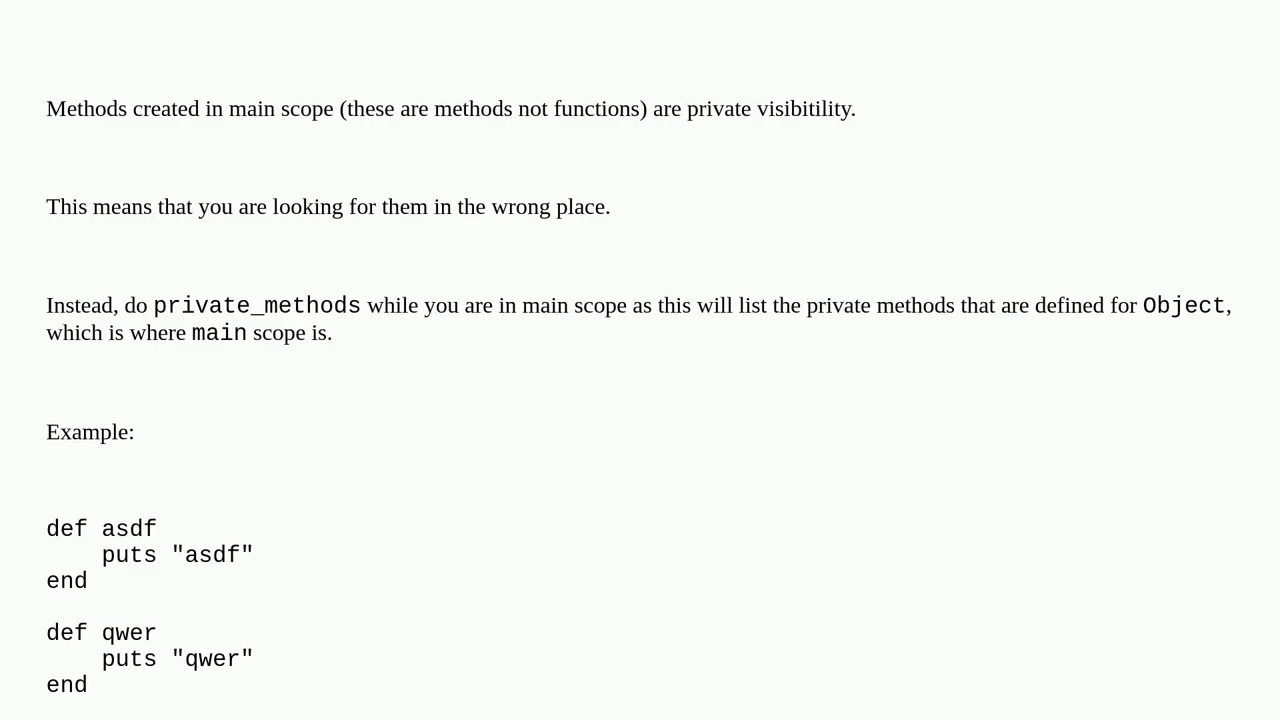 Methods created in main scope (these are methods not functions) are private visibitility.
This means that you are looking for them in the wrong place.
Instead, do private_methods while you are in main scope as this will list the private methods that are defined for Object,
which is where main scope is.
Example:
def asdf
    puts "asdf"
end
def qwer
    puts "qwer"
end